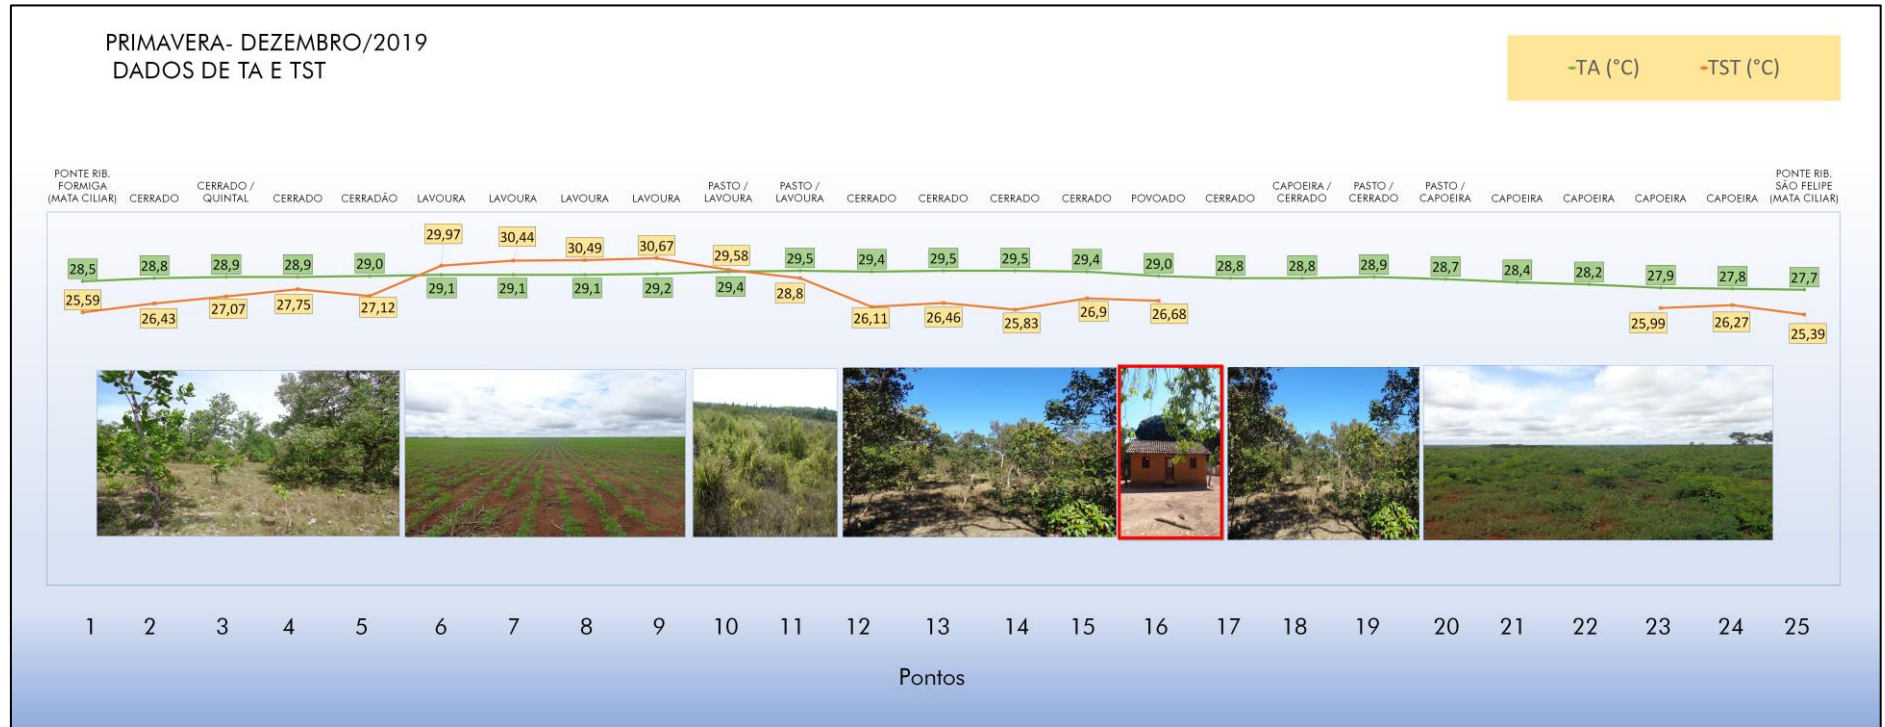 PRIMAVERA- DEZEMBRO/2019
DADOS DE TA E TST
TA (°C) TST (°C)
PONTE RIB.
FORMIGA
(MATA CILIAR)
CERRADO
CERRADO /
QUINTAL
CERRADO
CERRADÃO
LAVOURA
LAVOURA
LAVOURA
LAVOURA
PASTO /
LAVOURA
PASTO /
LAVOURA
CERRADO
CERRADO
CERRADO
CERRADO
POVOADO
CERRADO
CAPOEIRA /
CERRADO
PASTO /
CERRADO
PASTO /
CAPOEIRA
CAPOEIRA
CAPOEIRA
CAPOEIRA
CAPOEIRA
PONTE RIB.
SÃO FELIPE
(MATA CILIAR)
28,5 28,8 28,9 28,9 29,0 29,1 29,1 29,1 29,2 29,4 29,5 29,4 29,5 29,5 29,4 29,0 28,8 28,8 28,9 28,7 28,4 28,2 27,9 27,8 27,7
25,59 26,43 27,07 27,75 27,12 29,97 30,44 30,49 30,67 29,58 28,8 26,11 26,46 25,83 26,9 26,68 25,99 26,27 25,39
1 2 3 4 5 6 7 8 9 10 11 12 13 14 15 16 17 18 19 20 21 22 23 24 25
Pontos